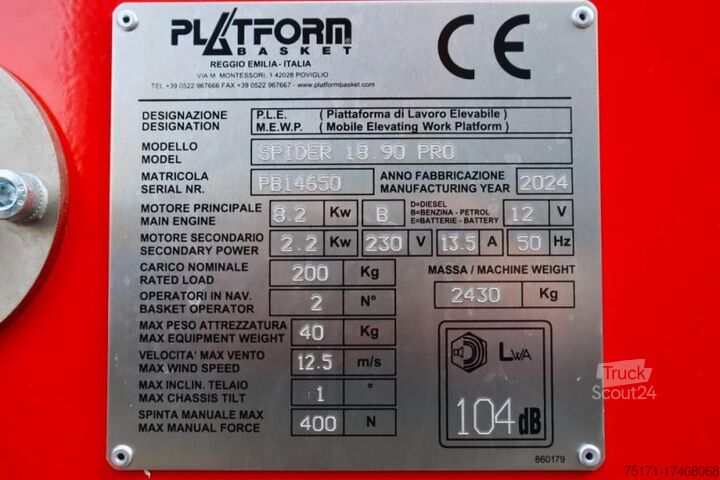 PLATFORM
BASKET
REGGIO EMILIA- ITALIA
VIA M. MONTESSORI, 1 42028 POVIGLIO
TEL +39 0522 967666 FAX +39 0522 967667 - www.platformbasket.com
CE
DESIGNAZIONE P.L.E. ( Piattaforma di Lavoro Elevabile )
DESIGNATION M.E.W.P. ( Mobile Elevating Work Platform )
MODELLO
MODEL SPIDER 18.90 PRO
MATRICOLA
SERIAL NR. PB14650
ANNO FABBRICAZIONE
MANUFACTURING YEAR 2024
MOTORE PRINCIPALE
MAIN ENGINE 8.2 Kw B
D=DIESEL
B=BENZINA - PETROL
E=BATTERIA - BATTERY
12 V
MOTORE SECONDARIO
SECONDARY POWER 2.2 Kw 230 V 13.5 A 50 Hz
CARICO NOMINALE
RATED LOAD 200 Kg
MASSA / MACHINE WEIGHT
2430 Kg
OPERATORI IN NAV.
BASKET OPERATOR 2 N°
MAX PESO ATTREZZATURA
MAX EQUIPMENT WEIGHT 40 Kg
VELOCITA' MAX VENTO
MAX WIND SPEED 12.5 m/s
MAX INCLIN. TELAIO
MAX CHASSIS TILT 1 °
SPINTA MANUALE MAX
MAX MANUAL FORCE 400 N
LWA
104 dB
860179
Truck
Scout24
75171-17408068